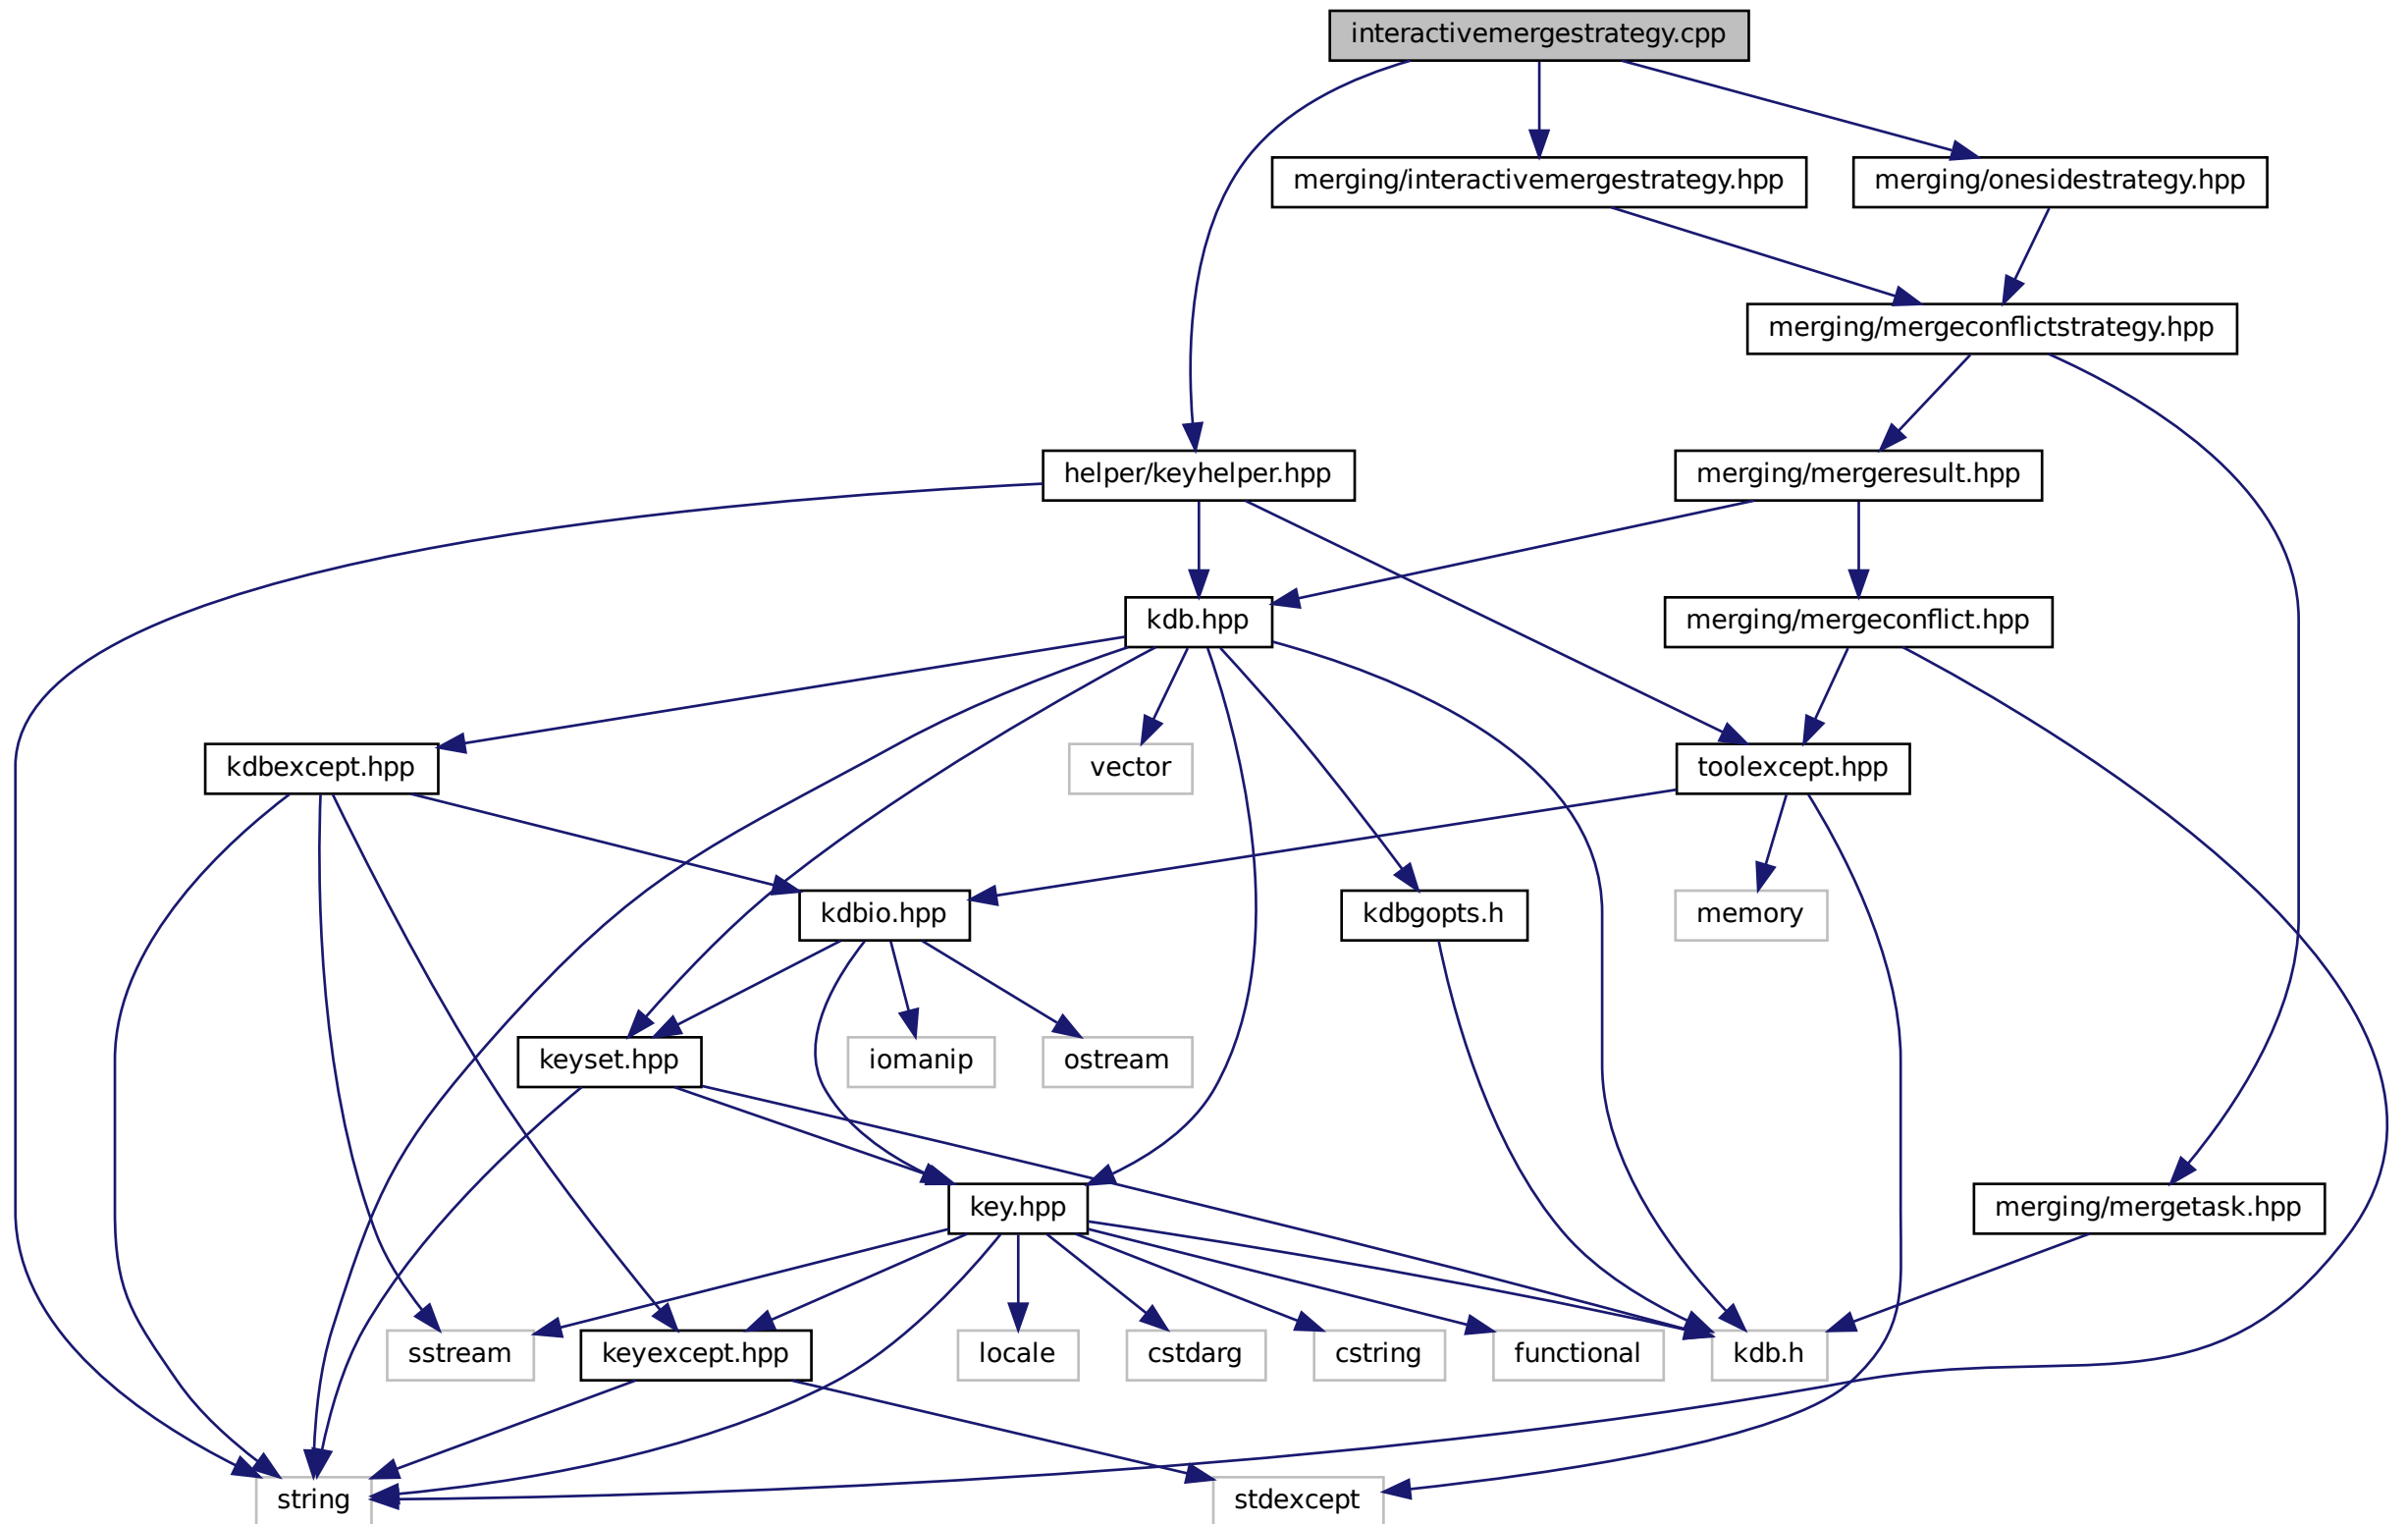 interactivemergestrategy.cpp
merging/interactivemergestrategy.hpp
merging/onesidestrategy.hpp
merging/mergeconflictstrategy.hpp
helper/keyhelper.hpp
merging/mergeresult.hpp
kdb.hpp
merging/mergeconflict.hpp
kdbexcept.hpp
vector
toolexcept.hpp
kdbio.hpp
kdbgopts.h
memory
keyset.hpp
iomanip
ostream
key.hpp
merging/mergetask.hpp
sstream
keyexcept.hpp
locale
cstdarg
cstring
functional
kdb.h
string
stdexcept